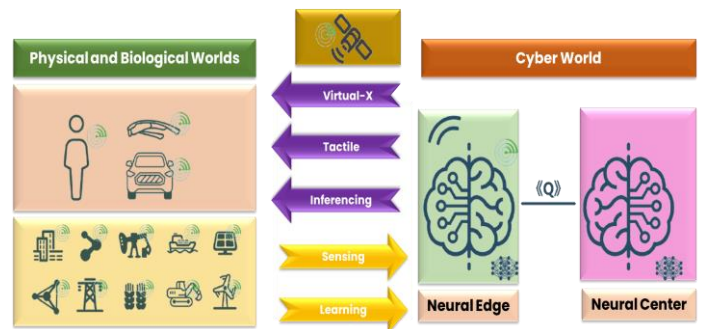 Physical and Biological Worlds
Cyber World
Virtual-X
Tactile
Inferencing
Sensing
Learning
《Q》
Neural Edge
Neural Center